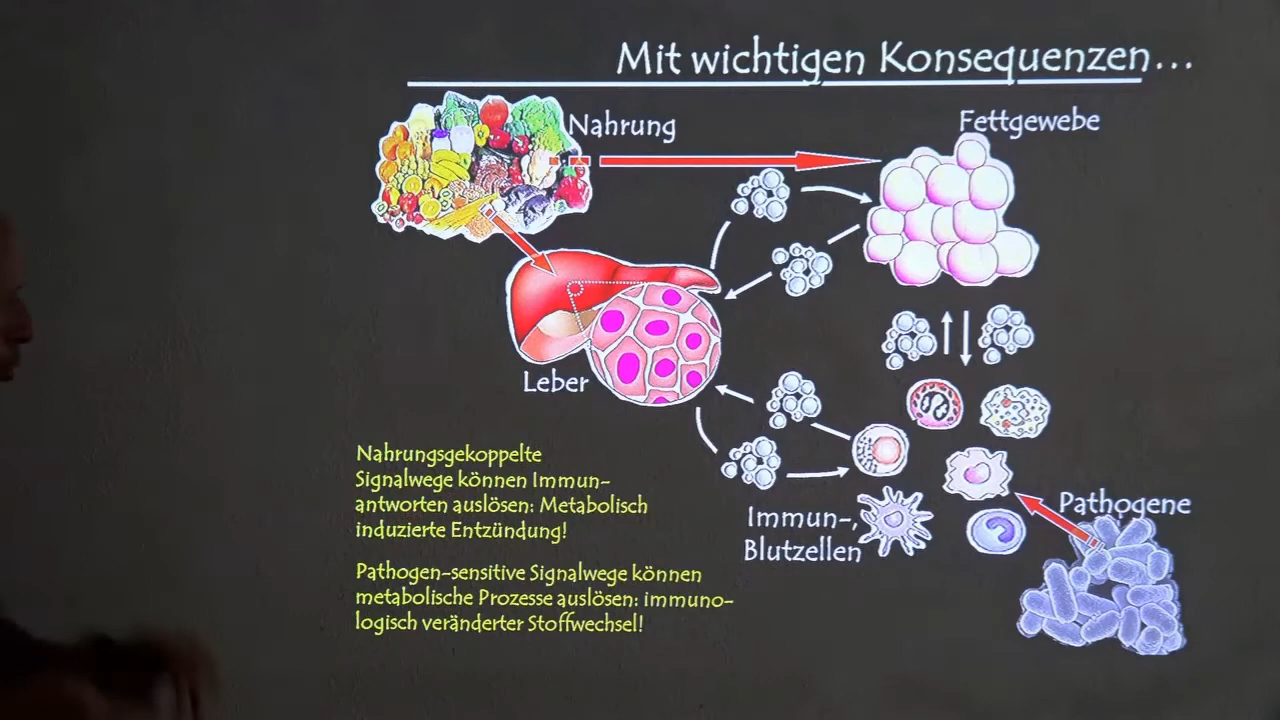 Mit wichtigen Konsequenzen...
Nahrung
Fettgewebe
Leber
Nahrungsgekoppelte
Signalwege können Immun-
antworten auslösen: Metabolisch
induzierte Entzündung!
Pathogen-sensitive Signalwege können
metabolische Prozesse auslösen: immuno-
logisch veränderter Stoffwechsel!
Immun-,
Blutzellen
Pathogene